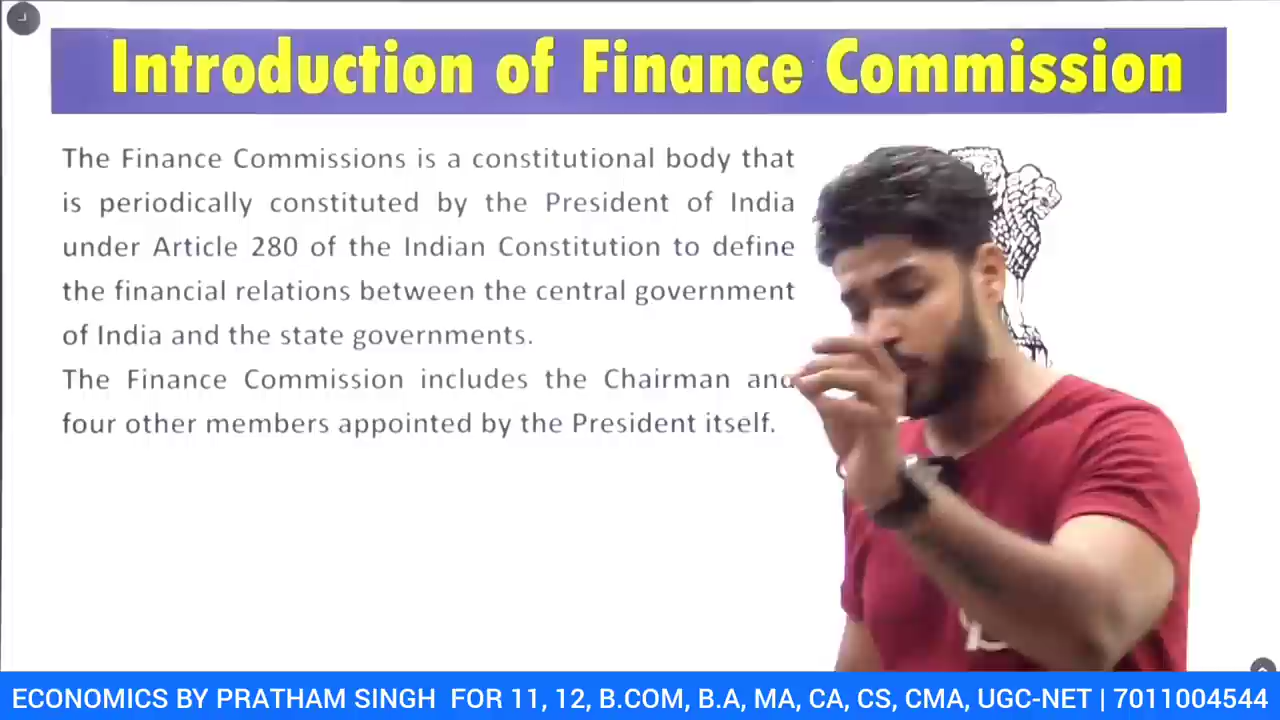 Introduction of Finance Commission
The Finance Commissions is a constitutional body that
is periodically constituted by the President of India
under Article 280 of the Indian Constitution to define
the financial relations between the central government
of India and the state governments.
The Finance Commission includes the Chairman and
four other members appointed by the President itself.
ECONOMICS BY PRATHAM SINGH FOR 11, 12, B.COM, B.A, MA, CA, CS, CMA, UGC-NET | 7011004544